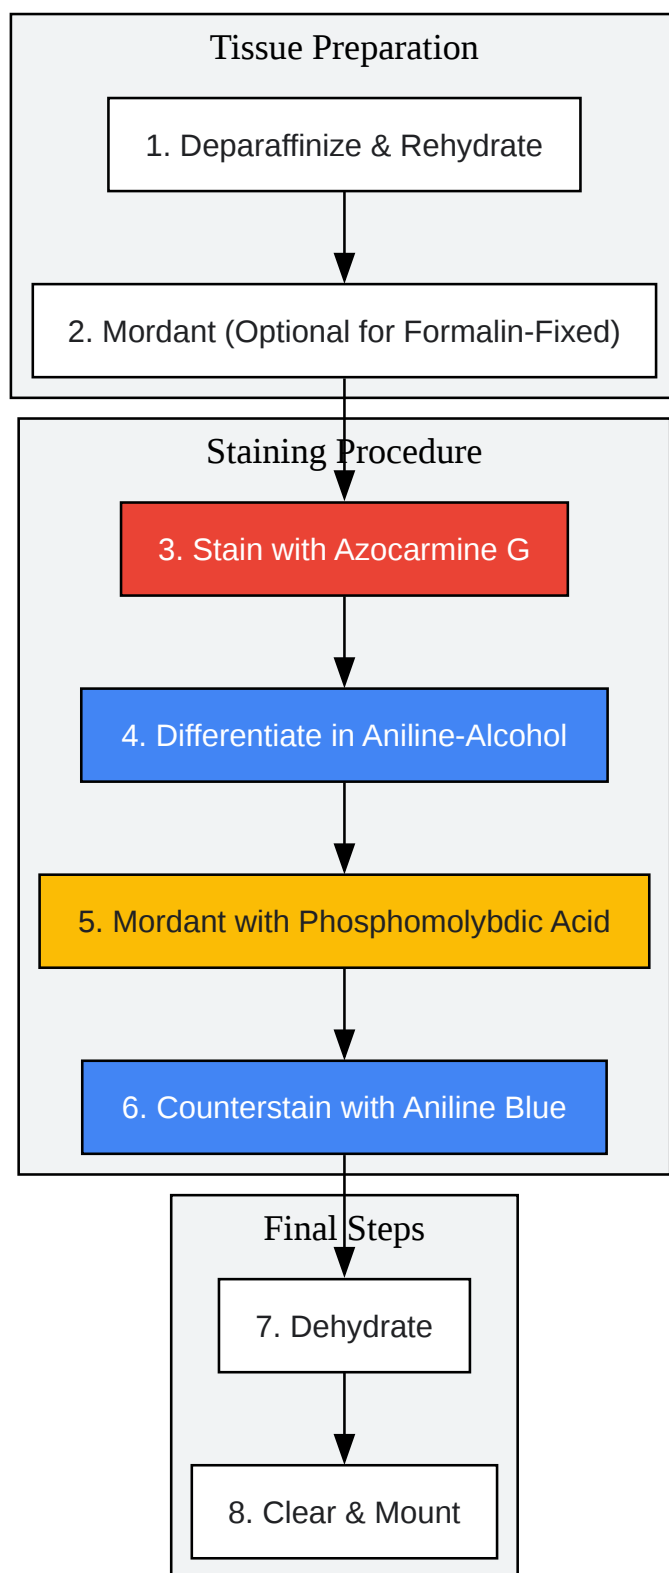 Tissue Preparation
1. Deparaffinize & Rehydrate
2. Mordant (Optional for Formalin-Fixed)
Staining Procedure
3. Stain with Azocarmine G
4. Differentiate in Aniline-Alcohol
5. Mordant with Phosphomolybdic Acid
6. Counterstain with Aniline Blue
Final Steps
7. Dehydrate
8. Clear & Mount